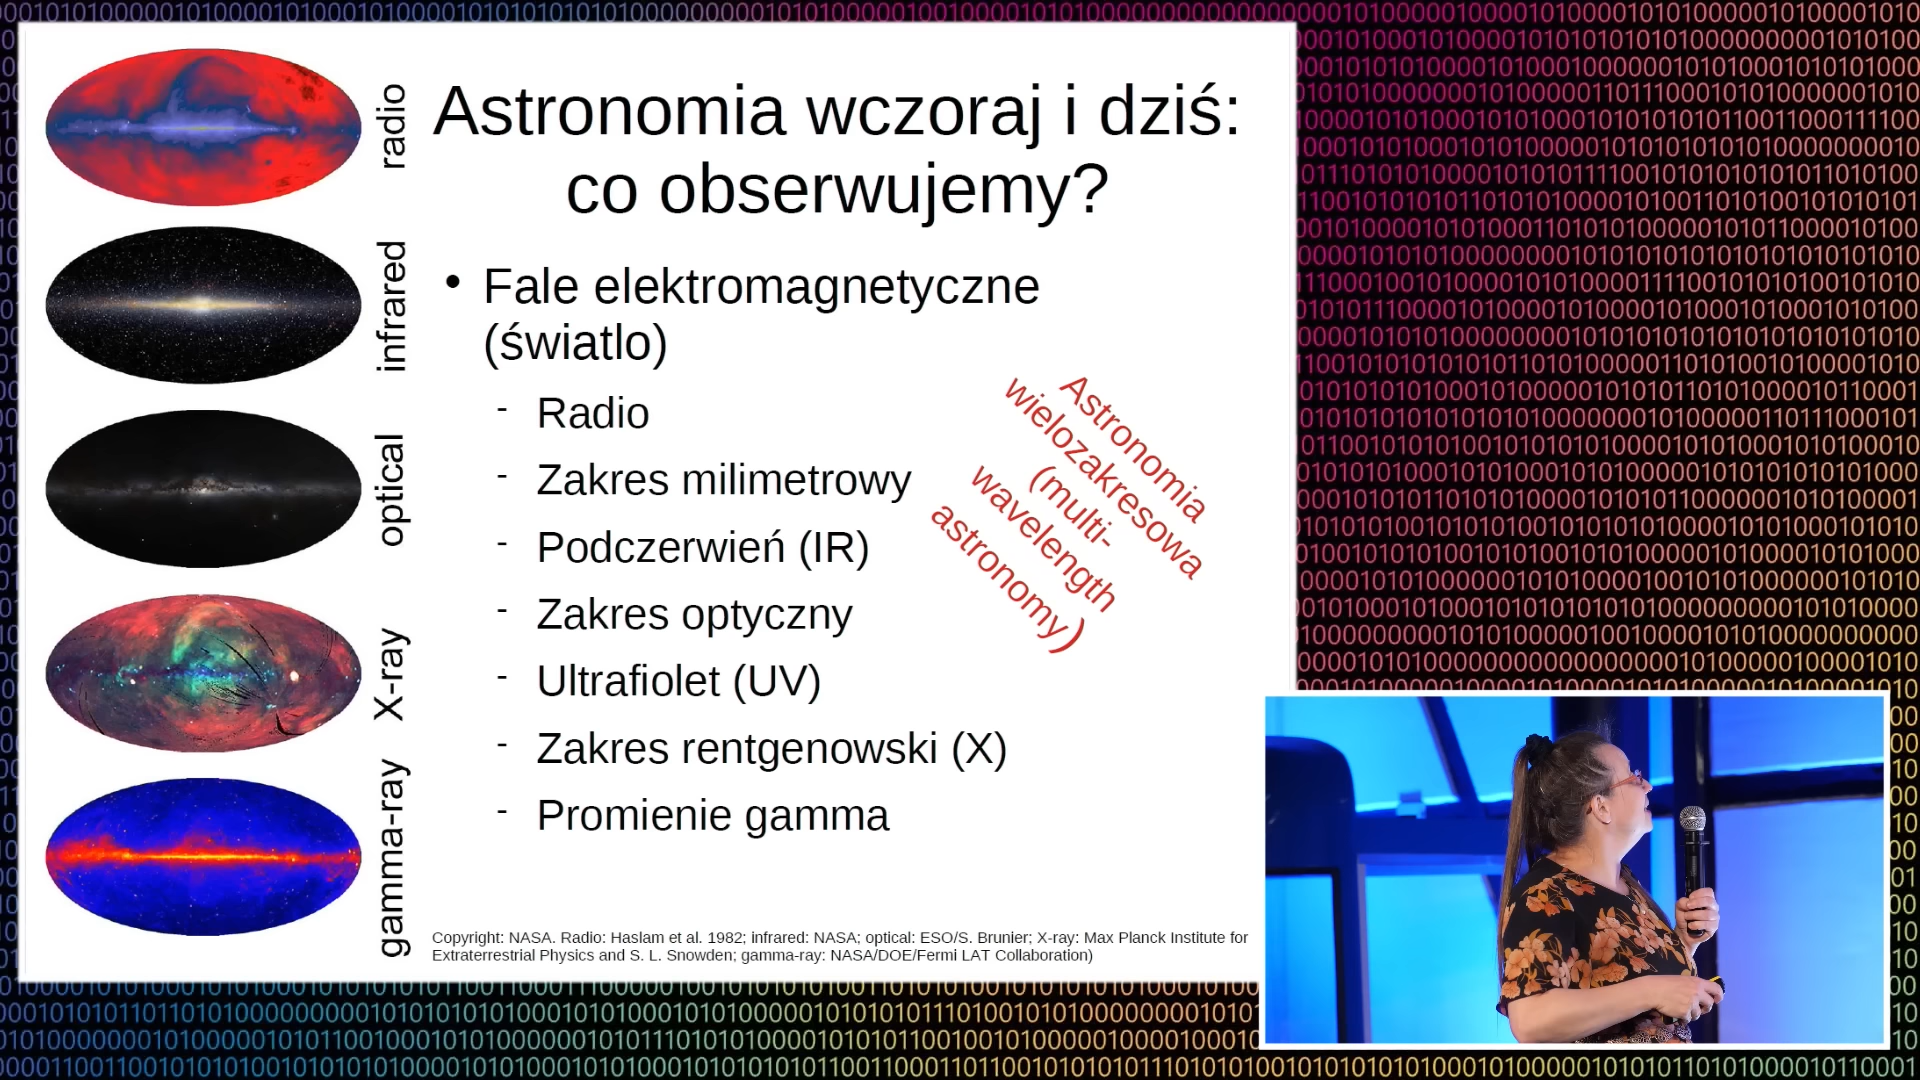 Astronomia wczoraj i dziś:
co obserwujemy?
radio
infrared
optical
X-ray
gamma-ray
• Fale elektromagnetyczne
(światlo)
- Radio
- Zakres milimetrowy
- Podczerwień (IR)
- Zakres optyczny
- Ultrafiolet (UV)
- Zakres rentgenowski (X)
- Promienie gamma
Astronomia
wielozakresowa
(multi-
wavelength
astronomy)
Copyright: NASA. Radio: Haslam et al. 1982; infrared: NASA; optical: ESO/S. Brunier; X-ray: Max Planck Institute for
Extraterrestrial Physics and S. L. Snowden; gamma-ray: NASA/DOE/Fermi LAT Collaboration)